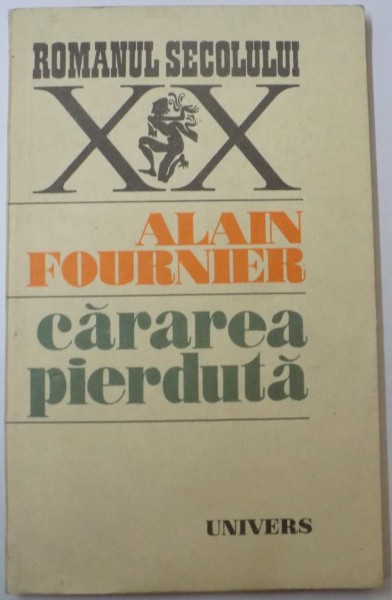 ROMANUL SECOLULUI
XX
ALAIN
FOURNIER
cărarea
pierdută
UNIVERS